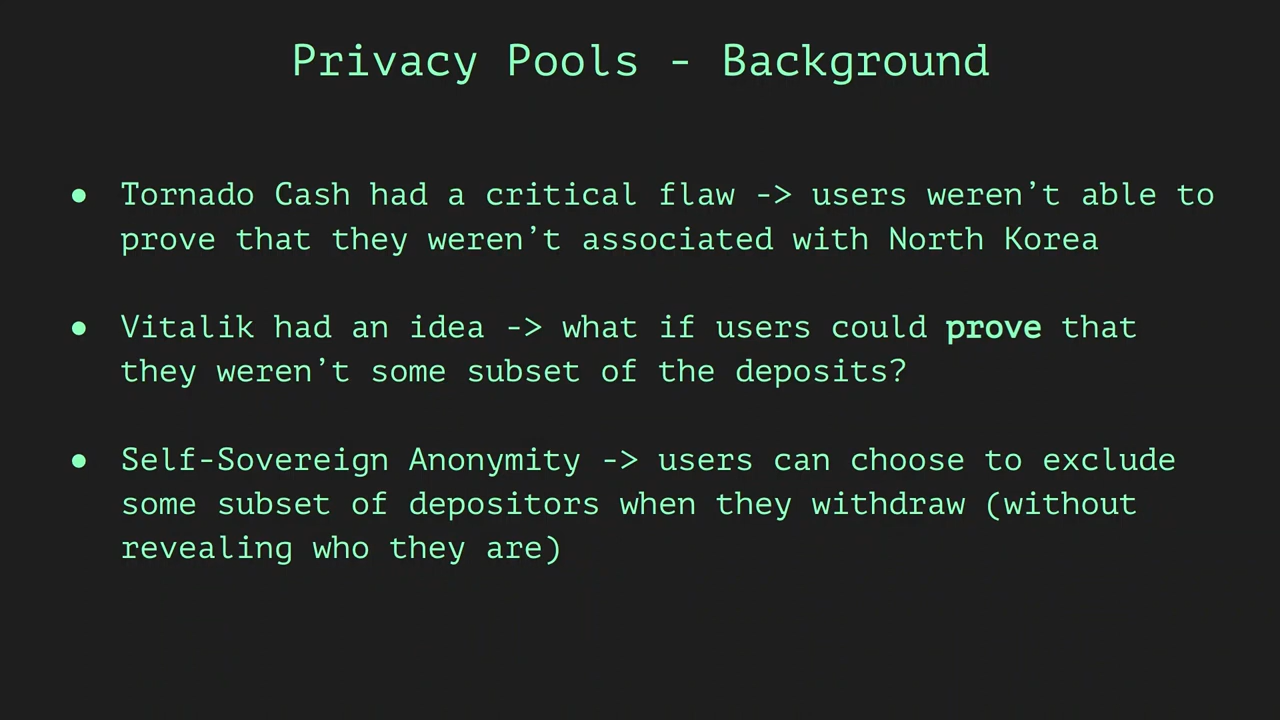 Privacy Pools - Background
● Tornado Cash had a critical flaw -> users weren’t able to
prove that they weren’t associated with North Korea
● Vitalik had an idea -> what if users could prove that
they weren’t some subset of the deposits?
● Self-Sovereign Anonymity -> users can choose to exclude
some subset of depositors when they withdraw (without
revealing who they are)